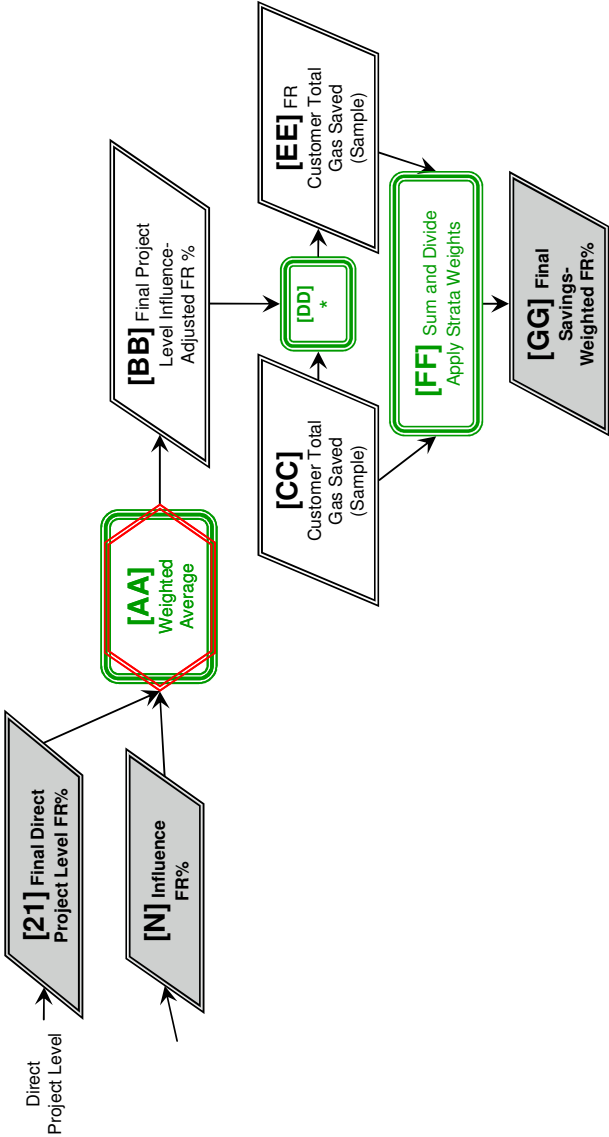 Direct
Project Level
[21] Final Direct
Project Level FR%
[N] Influence
FR%
[AA]
Weighted
Average
[BB] Final Project
Level Influence-
Adjusted FR %
[CC]
Customer Total
Gas Saved
(Sample)
[DD]
*
[EE] FR
Customer Total
Gas Saved
(Sample)
[FF] Sum and Divide
Apply Strata Weights
[GG] Final
Savings-
Weighted FR%